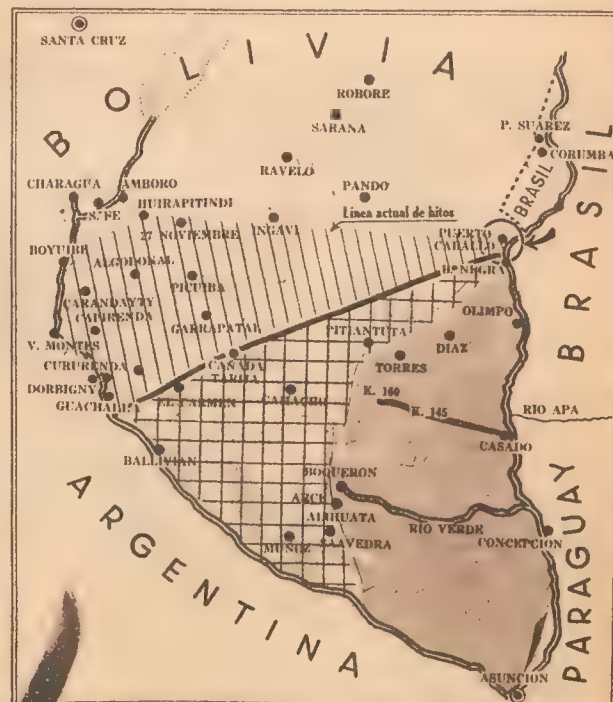 SANTA CRUZ
BOLIVIA
ROBORE
SARANA
P. SUAREZ
CORUMBA
RAVELO
BRASIL
CHARAGUA
AMBORO
S. FE
HUIRAPITINDI
PANDO
27 NOVIEMBRE
INGAVI
Línea actual de hitos
PUERTO
CABALLO
BOYUIBE
ALGODONAL
B. NEGRA
PICUIBA
CARANDAYTY
CAPIRENDA
GARRAPATAL
PITIANTUTA
OLIMPO
V. MONTES
DIAZ
BRASIL
CURURENDA
CAÑADA
TARIJA
TORRES
DORBIGNY
GUACHALLA
EL CARMEN
CAMACHO
K. 160
K. 145
RIO APA
CASADO
BALLIVIAN
BOQUERON
ARCE
ALIHUATA
RIO VERDE
MUÑOZ
SAAVEDRA
CONCEPCION
ARGENTINA
PARAGUAY
ASUNCION